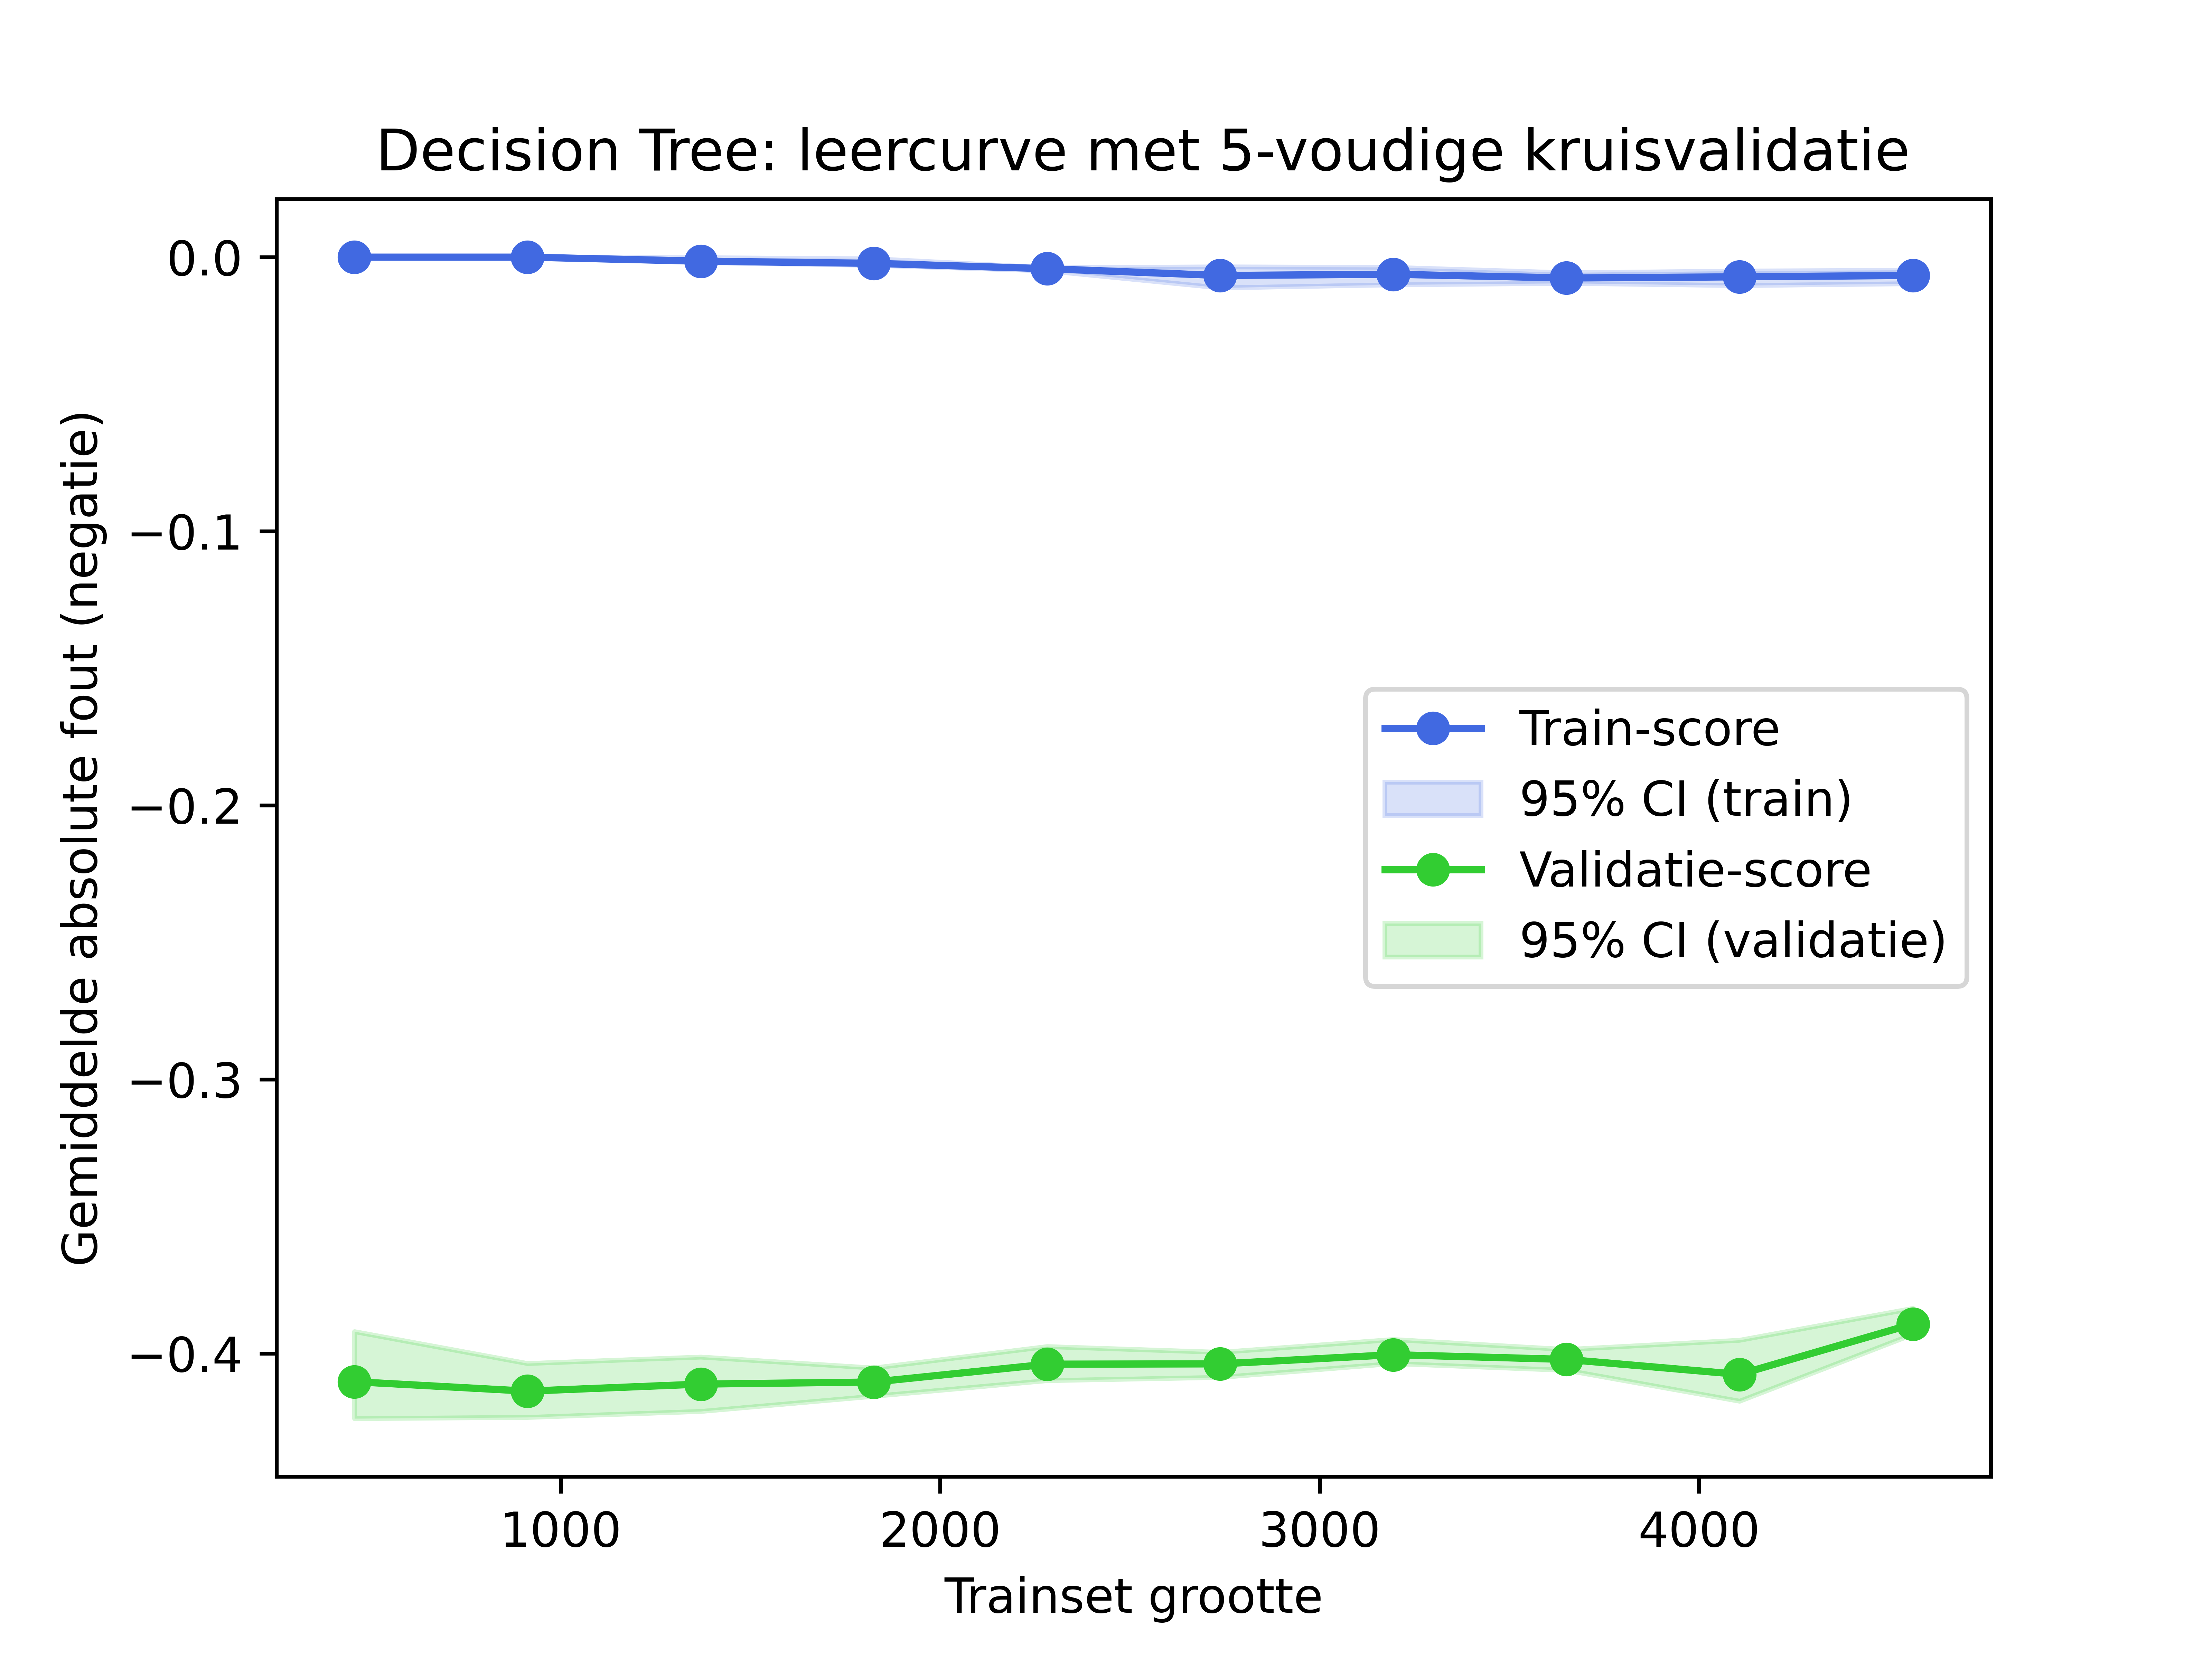 Decision Tree: leercurve met 5-voudige kruisvalidatie
Gemiddelde absolute fout (negatie)
0.0
−0.1
−0.2
−0.3
−0.4
Train-score
95% CI (train)
Validatie-score
95% CI (validatie)
1000 2000 3000 4000
Trainset grootte